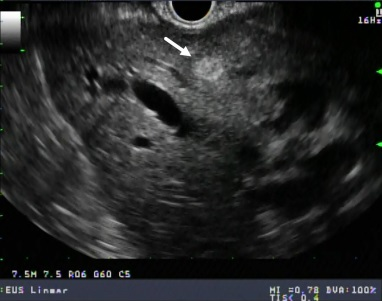 16Hz
7.5M 7.5 R06 G60 C5
EUS Linear
MI =0.78 DVA:100%
TIS< 0.4